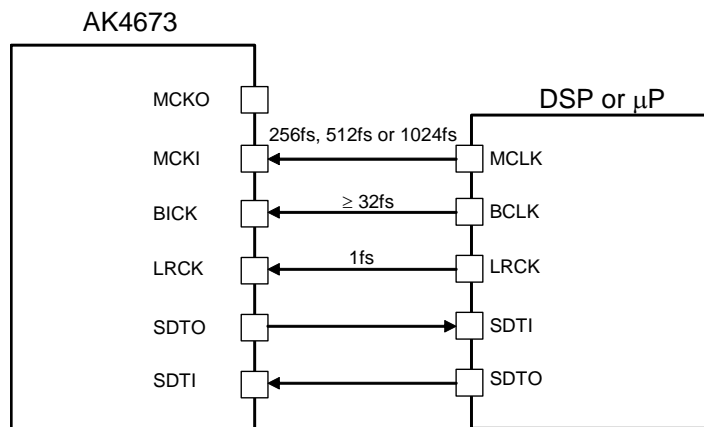 AK4673
DSP or μP
MCKO
256fs, 512fs or 1024fs
MCKI
MCLK
BICK
≥ 32fs
BCLK
LRCK
1fs
LRCK
SDTO
SDTI
SDTI
SDTO